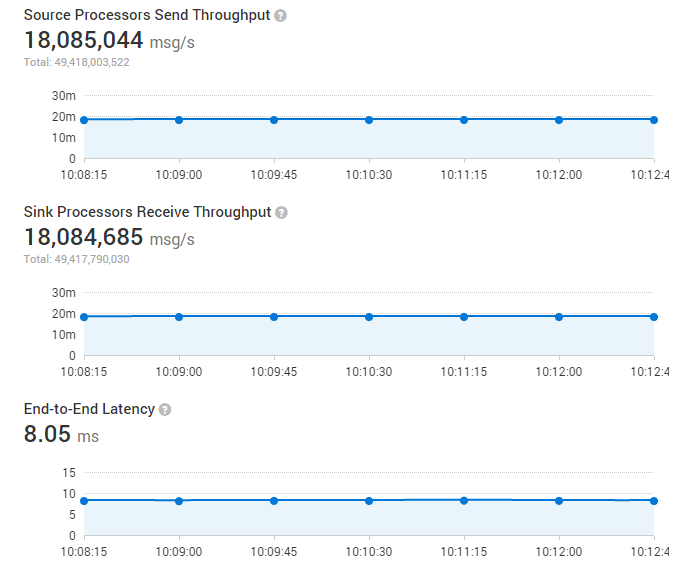 Source Processors Send Throughput ?
18,085,044 msg/s
Total: 49,418,003,522
30m
20m
10m
0
10:08:15 10:09:00 10:09:45 10:10:30 10:11:15 10:12:00 10:12:4
Sink Processors Receive Throughput ?
18,084,685 msg/s
Total: 49,417,790,030
30m
20m
10m
0
10:08:15 10:09:00 10:09:45 10:10:30 10:11:15 10:12:00 10:12:4
End-to-End Latency ?
8.05 ms
15
10
5
0
10:08:15 10:09:00 10:09:45 10:10:30 10:11:15 10:12:00 10:12:4